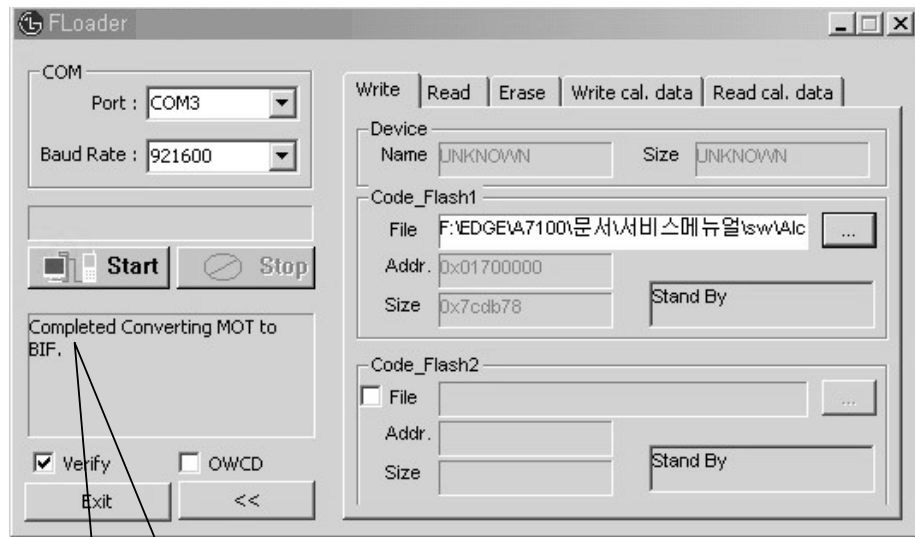 FLoader
COM
Port : COM3
Baud Rate : 921600
Start Stop
Completed Converting MOT to
BIF.
Verify OWCD
Exit <<
Write Read Erase Write cal. data Read cal. data
Device
Name UNKNOWN Size UNKNOWN
Code_Flash1
File F:\EDGE\A7100\문서\서비스메뉴얼\sw\Alc ...
Addr. 0x01700000
Size 0x7cdb78
Stand By
Code_Flash2
File ...
Addr.
Size
Stand By